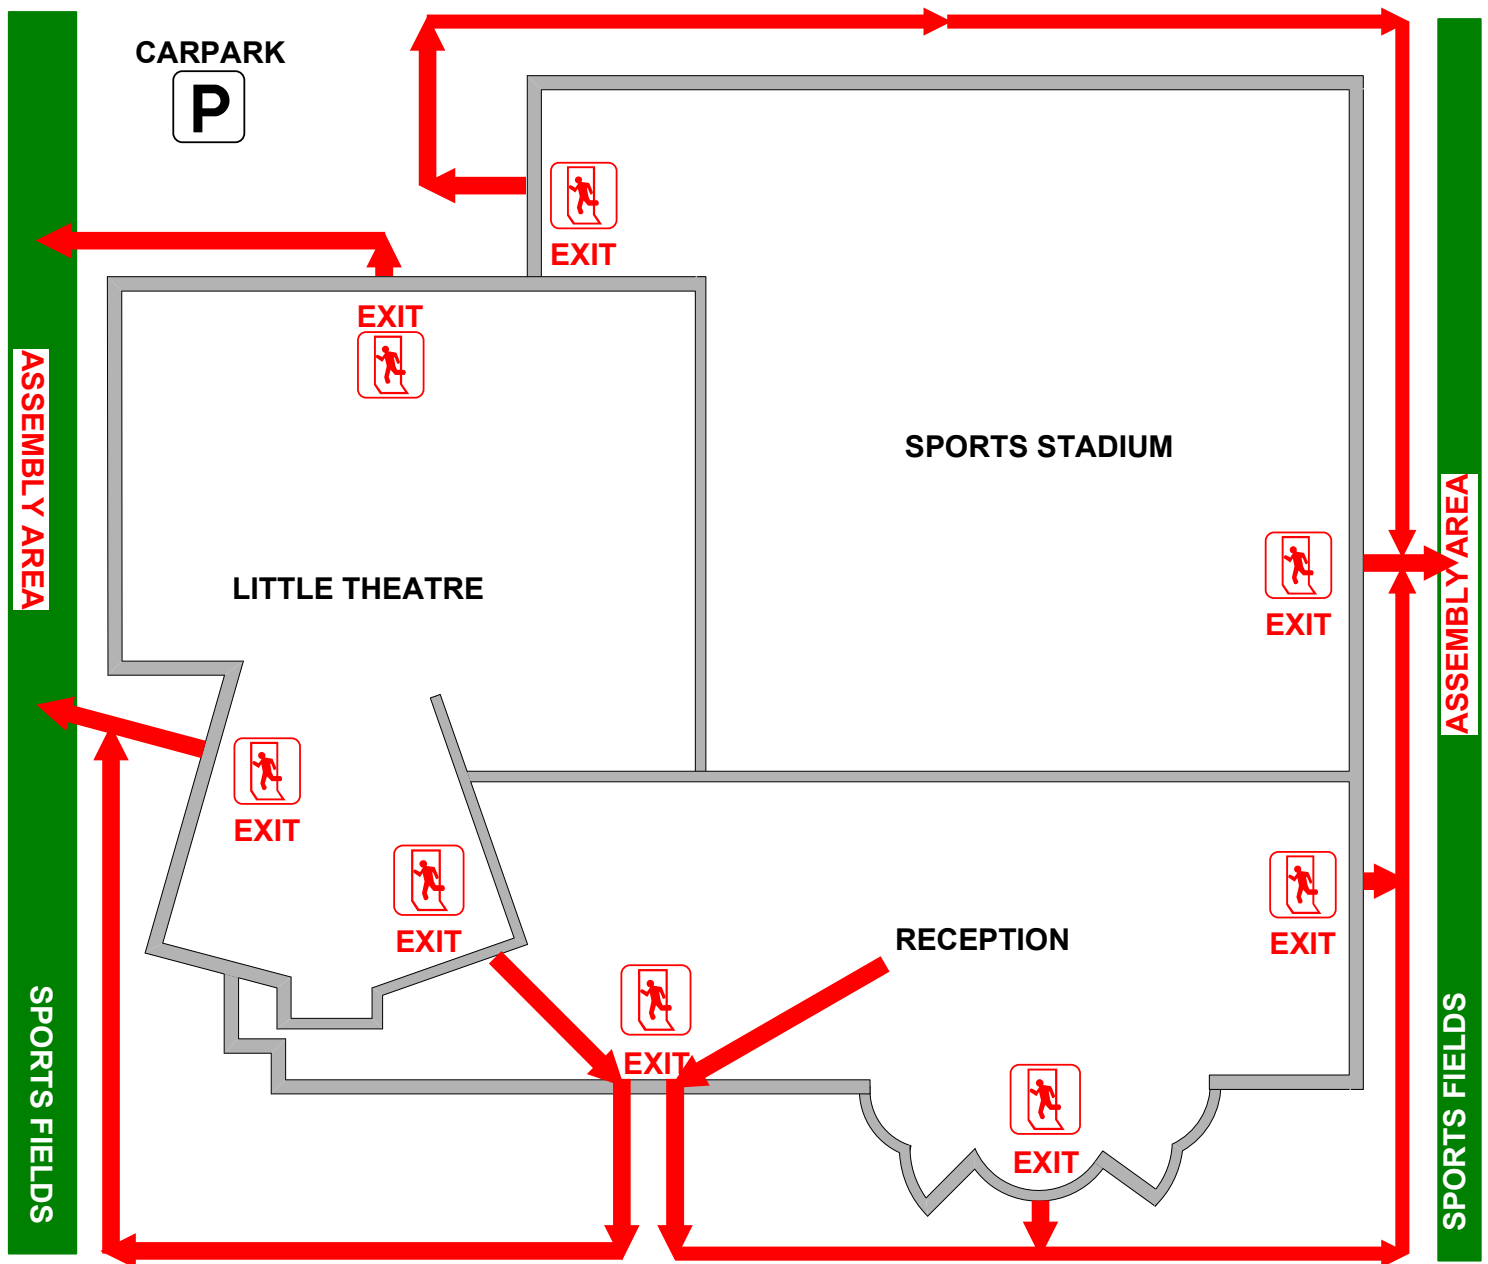 CARPARK
P
EXIT
EXIT
ASSEMBLY AREA
SPORTS STADIUM
ASSEMBLY AREA
LITTLE THEATRE
EXIT
EXIT
EXIT
RECEPTION
EXIT
EXIT
EXIT
SPORTS FIELDS
SPORTS FIELDS